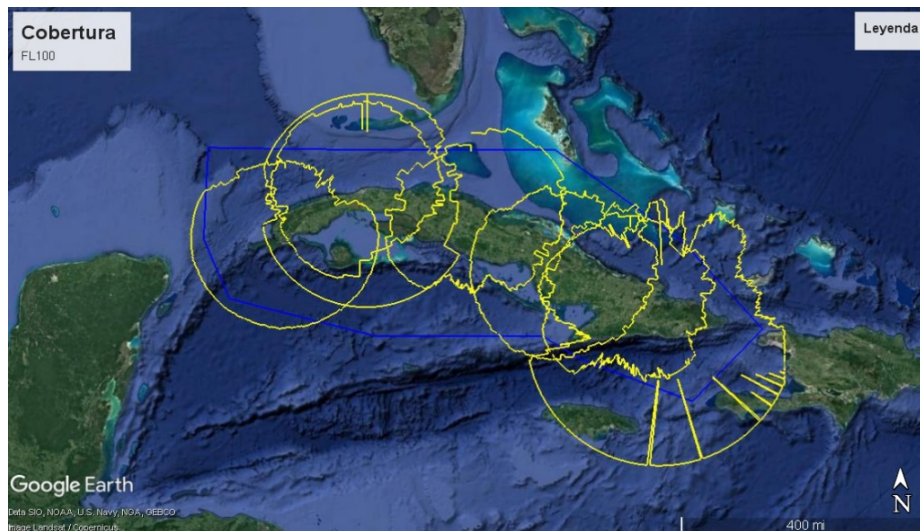 Cobertura
FL100
Leyenda
Google Earth
Data SIO, NOAA, U.S. Navy, NGA, GEBCO
Image Landsat / Copernicus
N
400 mi